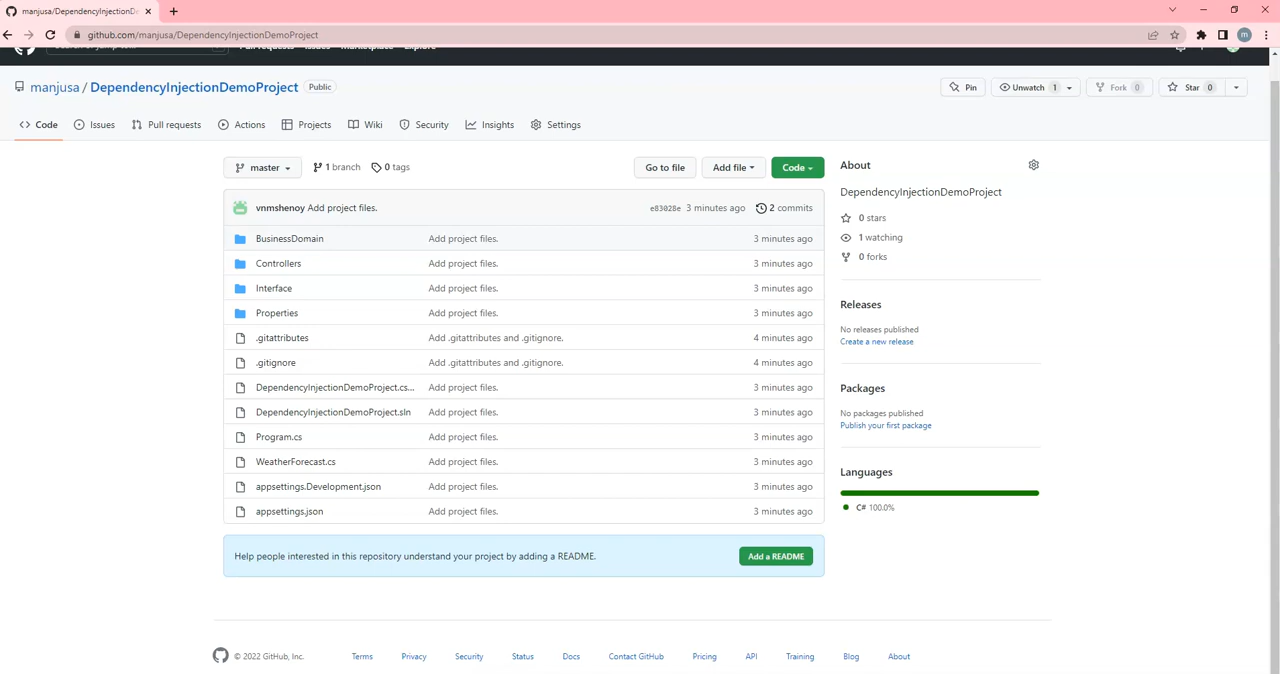 manjusa/DependencyInjectionDe
github.com/manjusa/DependencyInjectionDemoProject
m
manjusa / DependencyInjectionDemoProject Public
Pin Unwatch 1 Fork 0 Star 0
Code Issues Pull requests Actions Projects Wiki Security Insights Settings
master 1 branch 0 tags Go to file Add file Code
vnmshenoy Add project files. e83028e 3 minutes ago 2 commits
BusinessDomain Add project files. 3 minutes ago
Controllers Add project files. 3 minutes ago
Interface Add project files. 3 minutes ago
Properties Add project files. 3 minutes ago
.gitattributes Add .gitattributes and .gitignore. 4 minutes ago
.gitignore Add .gitattributes and .gitignore. 4 minutes ago
DependencyInjectionDemoProject.cs... Add project files. 3 minutes ago
DependencyInjectionDemoProject.sln Add project files. 3 minutes ago
Program.cs Add project files. 3 minutes ago
WeatherForecast.cs Add project files. 3 minutes ago
appsettings.Development.json Add project files. 3 minutes ago
appsettings.json Add project files. 3 minutes ago
Help people interested in this repository understand your project by adding a README. Add a README
About
DependencyInjectionDemoProject
0 stars
1 watching
0 forks
Releases
No releases published
Create a new release
Packages
No packages published
Publish your first package
Languages
C# 100.0%
© 2022 GitHub, Inc. Terms Privacy Security Status Docs Contact GitHub Pricing API Training Blog About